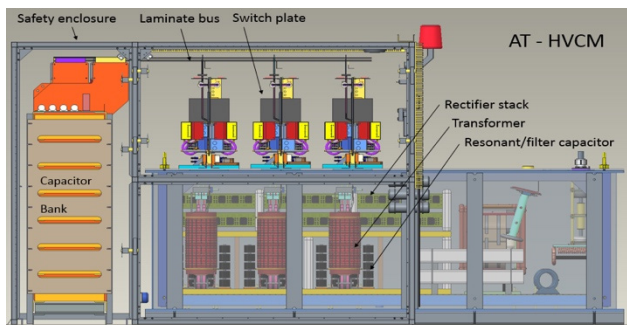 Safety enclosure
Laminate bus
Switch plate
AT - HVCM
Rectifier stack
Transformer
Resonant/filter capacitor
Capacitor
Bank